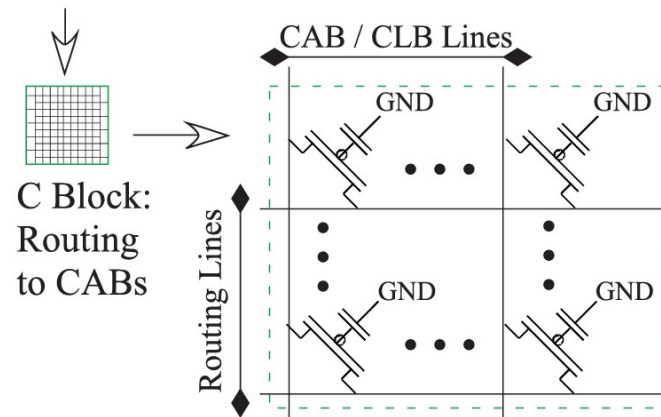 CAB / CLB Lines
GND
GND
C Block:
Routing
to CABs
Routing Lines
GND
GND